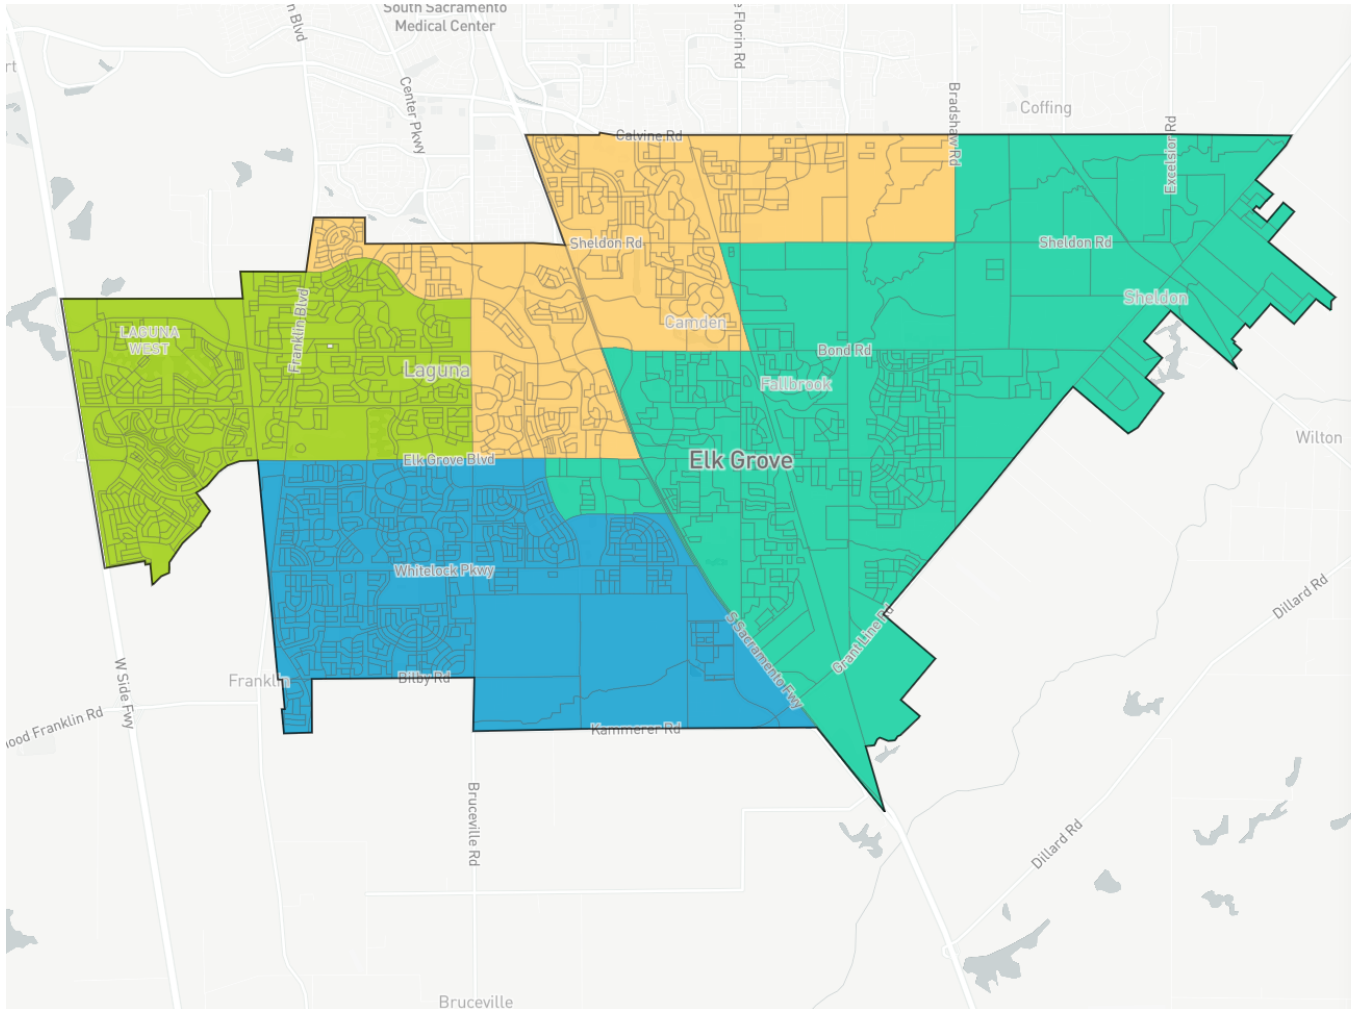 South Sacramento
Medical Center
n Blvd
e Florin Rd
rt
Center Pkwy
Bradshaw Rd
Coffing
Calvine Rd
Excelsior Rd
Sheldon Rd
Sheldon Rd
Sheldon
LAGUNA
WEST
Franklin Blvd
Camden
Bond Rd
Laguna
Fallbrook
Wilton
Elk Grove Blvd
Elk Grove
Whitelock Pkwy
Dillard Rd
S Sacramento Fwy
Grant Line Rd
W Side Fwy
Franklin
Bilby Rd
ood Franklin Rd
Kammerer Rd
Bruceville Rd
Dillard Rd
Bruceville